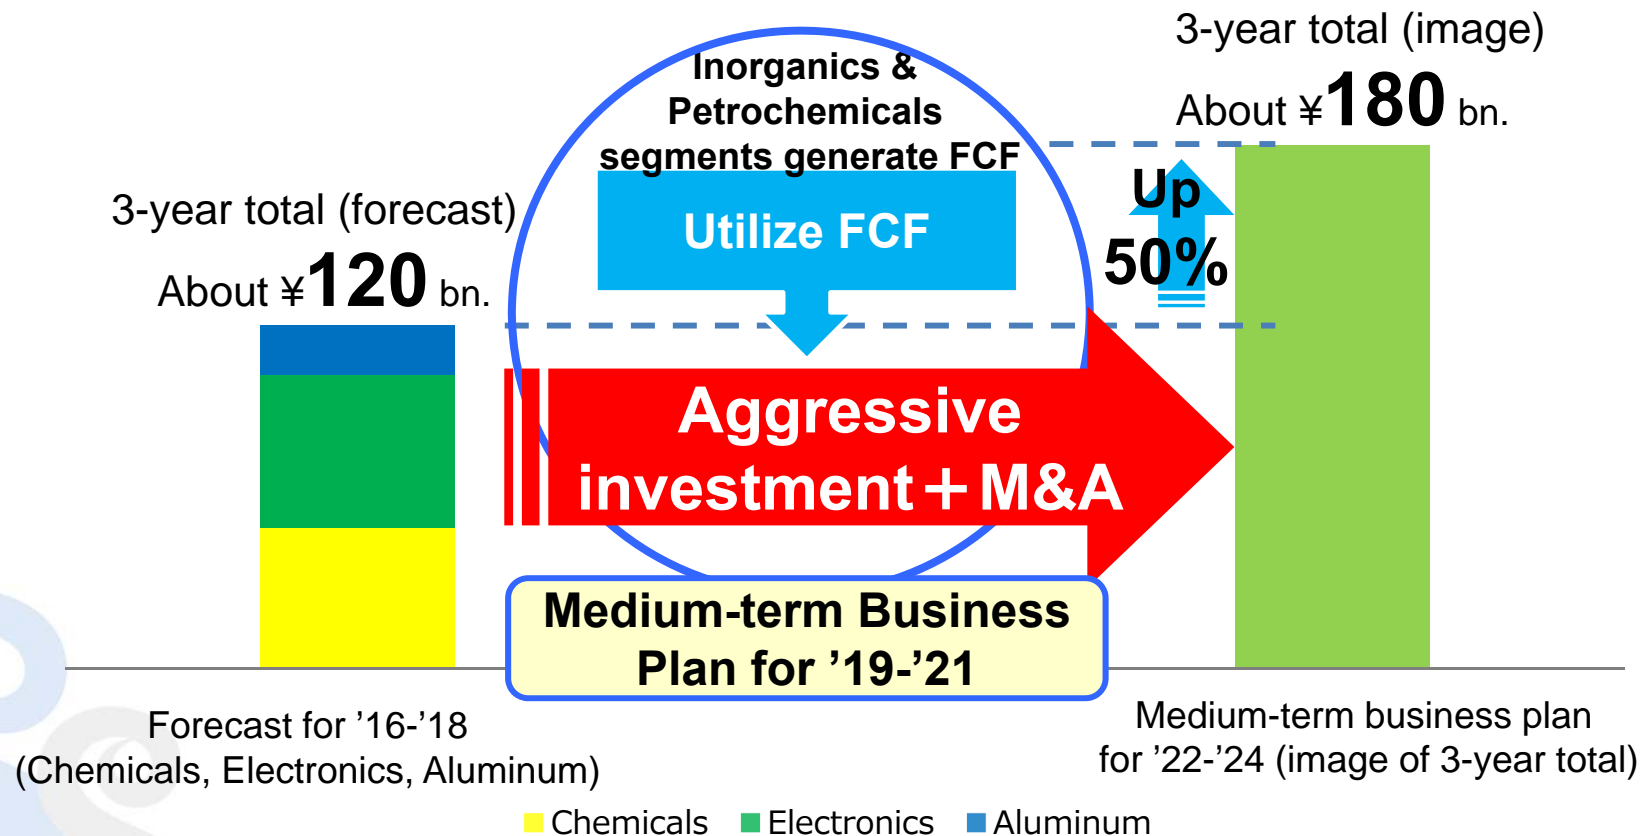 3-year total (image)
About ¥180 bn.
Inorganics &
Petrochemicals
segments generate FCF
Utilize FCF
Up
50%
3-year total (forecast)
About ¥120 bn.
Aggressive
investment＋M&A
Medium-term Business
Plan for ’19-’21
Forecast for ’16-’18
(Chemicals, Electronics, Aluminum)
Medium-term business plan
for ’22-’24 (image of 3-year total)
Chemicals Electronics Aluminum